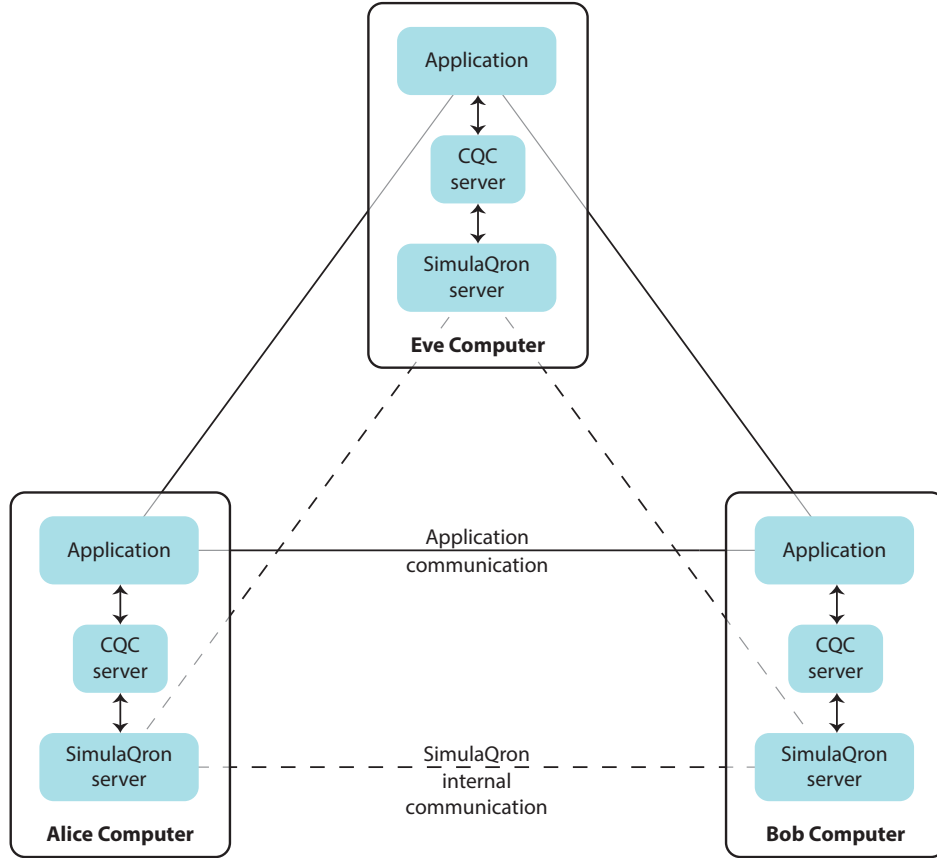 Application
CQC
server
SimulaQron
server
Eve Computer
Application
CQC
server
SimulaQron
server
Alice Computer
Application
communication
SimulaQron
internal
communication
Application
CQC
server
SimulaQron
server
Bob Computer